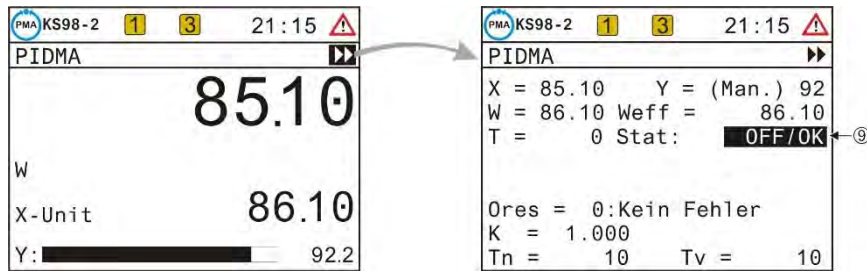 PMA KS98-2 1 3 21:15
PIDMA
85.10
W
X-Unit 86.10
Y: 92.2
PMA KS98-2 1 3 21:15
PIDMA
X = 85.10 Y = (Man.) 92
W = 86.10 Weff = 86.10
T = 0 Stat: OFF/OK ⑨
Ores = 0:Kein Fehler
K = 1.000
Tn = 10 Tv = 10